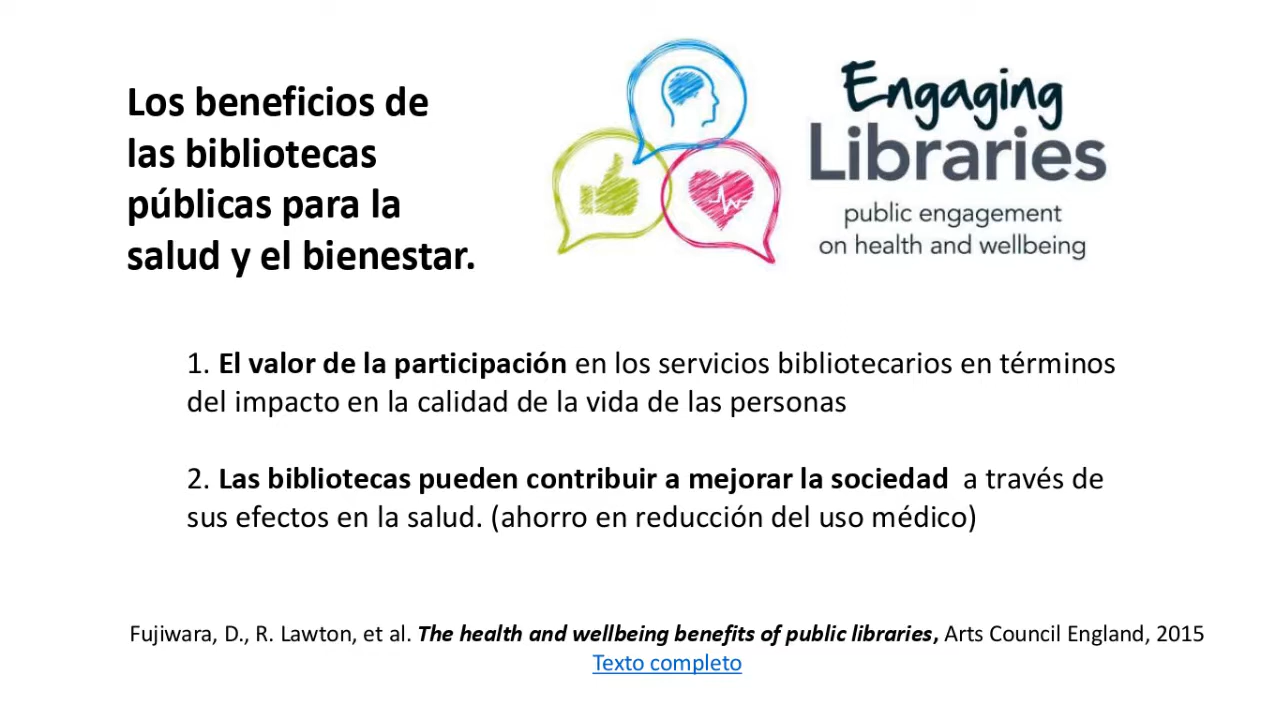 Los beneficios de
las bibliotecas
públicas para la
salud y el bienestar.
Engaging
Libraries
public engagement
on health and wellbeing
1. El valor de la participación en los servicios bibliotecarios en términos
del impacto en la calidad de la vida de las personas
2. Las bibliotecas pueden contribuir a mejorar la sociedad a través de
sus efectos en la salud. (ahorro en reducción del uso médico)
Fujiwara, D., R. Lawton, et al. The health and wellbeing benefits of public libraries, Arts Council England, 2015
Texto completo